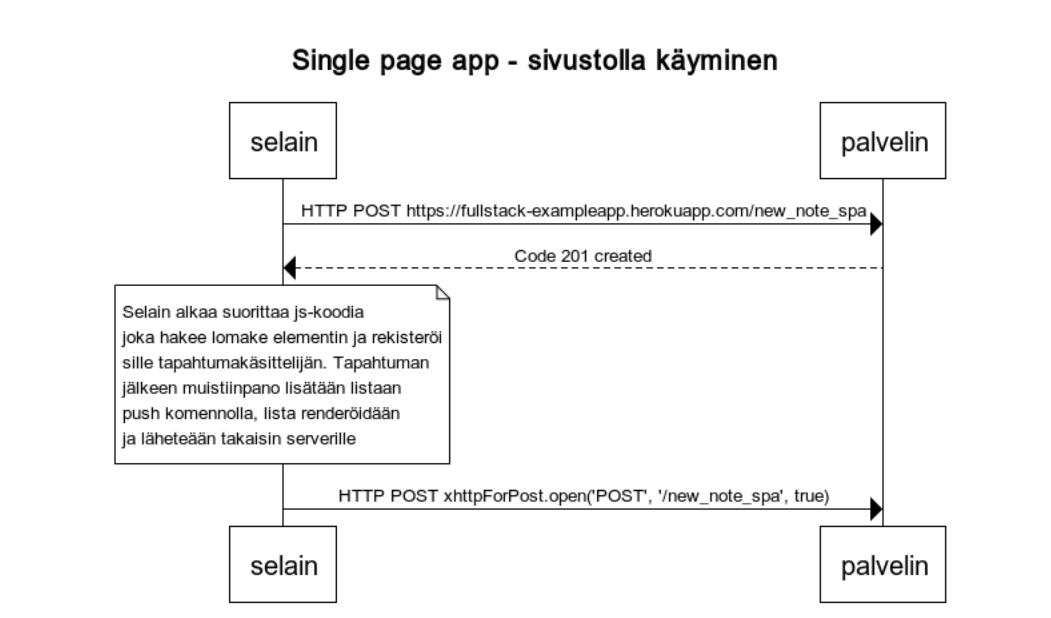 Single page app - sivustolla käyminen
selain
palvelin
HTTP POST https://fullstack-exampleapp.herokuapp.com/new_note_spa
Code 201 created
Selain alkaa suorittaa js-koodia
joka hakee lomake elementin ja rekisteröi
sille tapahtumakäsittelijän. Tapahtuman
jälkeen muistiinpano lisätään listaan
push komennolla, lista renderöidään
ja läheteään takaisin serverille
HTTP POST xhttpForPost.open('POST', '/new_note_spa', true)
selain
palvelin